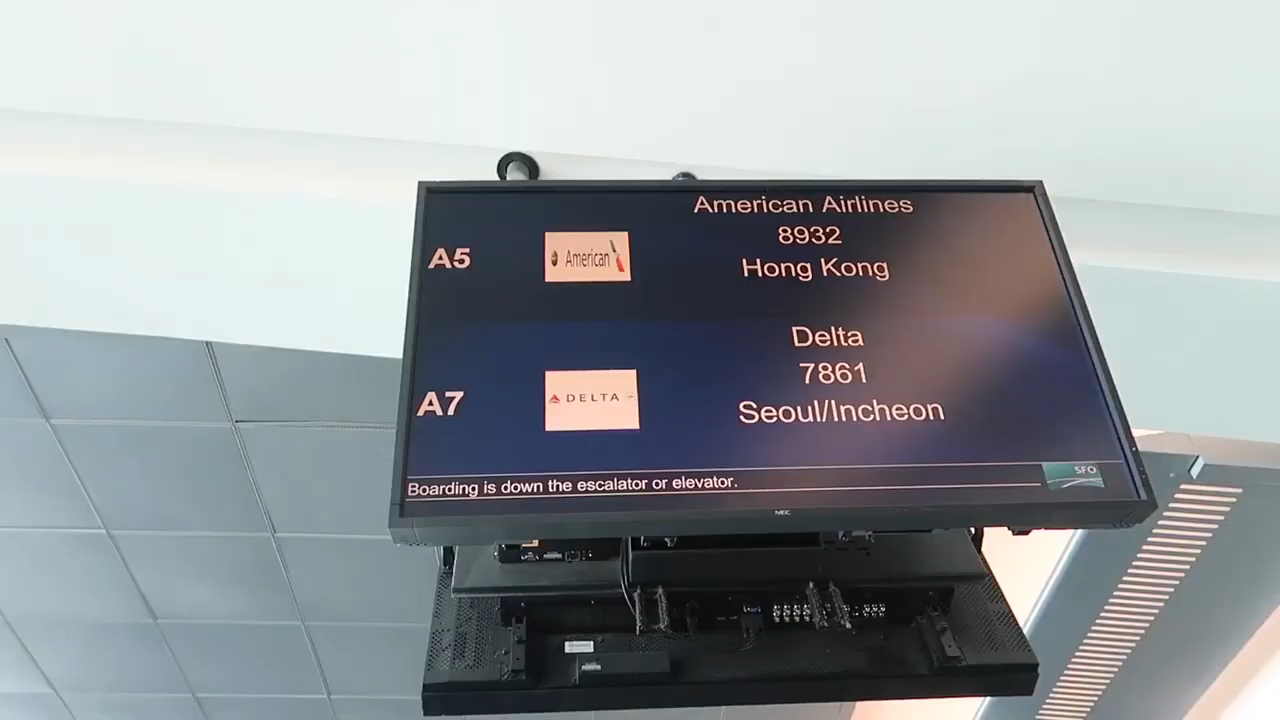 American Airlines
A5
American
8932
Hong Kong
Delta
A7
DELTA
7861
Seoul/Incheon
Boarding is down the escalator or elevator.
SFO
NEC